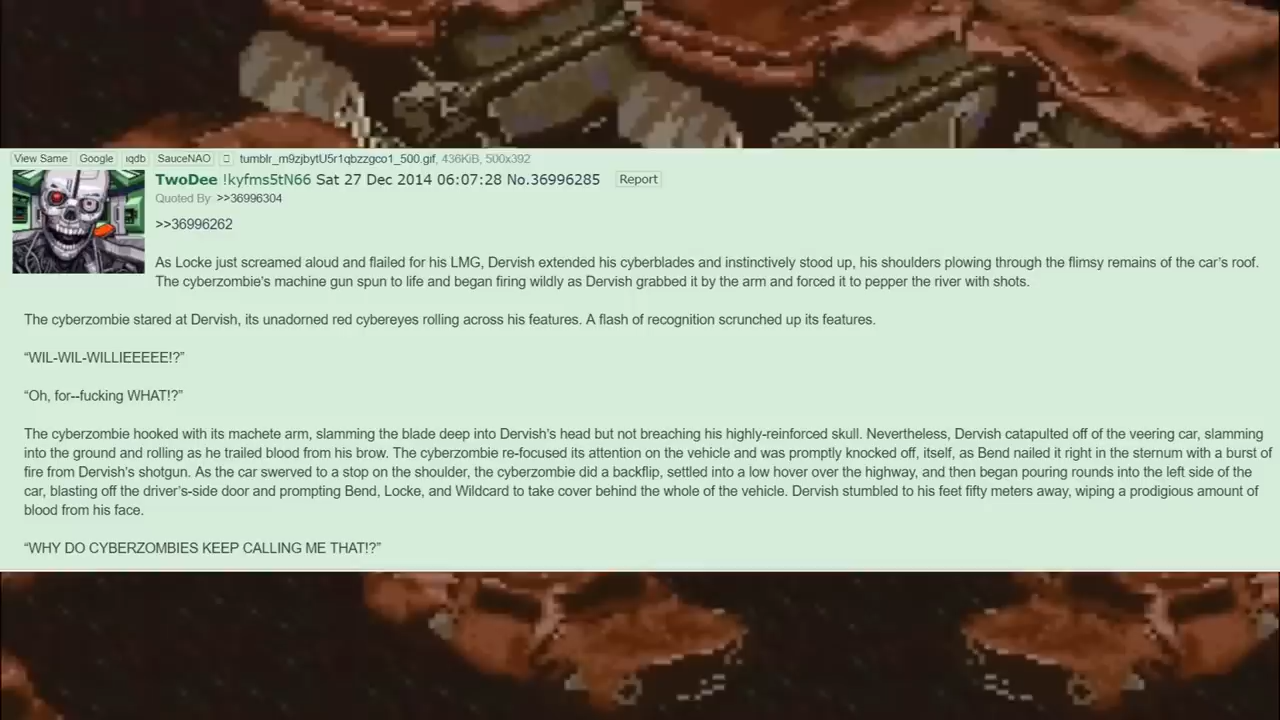 View Same Google iqdb SauceNAO tumblr_m9zjbytU5r1qbzzgco1_500.gif, 436KiB, 500x392
TwoDee !kyfms5tN66 Sat 27 Dec 2014 06:07:28 No.36996285 Report
Quoted By: >>36996304
>>36996262
As Locke just screamed aloud and flailed for his LMG, Dervish extended his cyberblades and instinctively stood up, his shoulders plowing through the flimsy remains of the car's roof.
The cyberzombie's machine gun spun to life and began firing wildly as Dervish grabbed it by the arm and forced it to pepper the river with shots.
The cyberzombie stared at Dervish, its unadorned red cybereyes rolling across his features. A flash of recognition scrunched up its features.
“WIL-WIL-WILLIEEEEE!?”
“Oh, for--fucking WHAT!?”
The cyberzombie hooked with its machete arm, slamming the blade deep into Dervish's head but not breaching his highly-reinforced skull. Nevertheless, Dervish catapulted off of the veering car, slamming
into the ground and rolling as he trailed blood from his brow. The cyberzombie re-focused its attention on the vehicle and was promptly knocked off, itself, as Bend nailed it right in the sternum with a burst of
fire from Dervish's shotgun. As the car swerved to a stop on the shoulder, the cyberzombie did a backflip, settled into a low hover over the highway, and then began pouring rounds into the left side of the
car, blasting off the driver's-side door and prompting Bend, Locke, and Wildcard to take cover behind the whole of the vehicle. Dervish stumbled to his feet fifty meters away, wiping a prodigious amount of
blood from his face.
“WHY DO CYBERZOMBIES KEEP CALLING ME THAT!?”